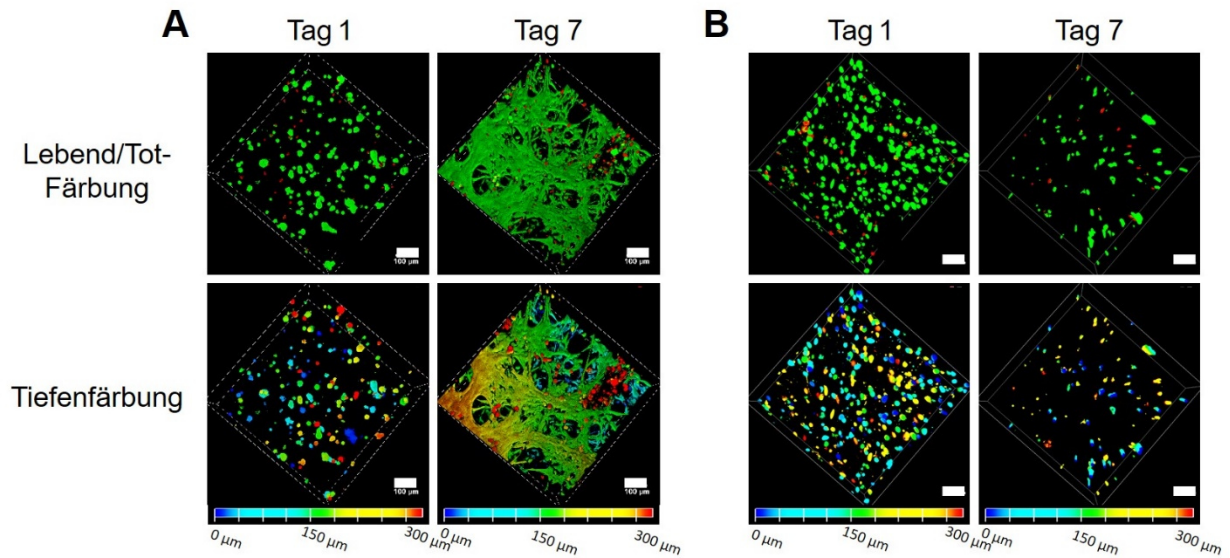 A
B
Tag 1
Tag 7
Tag 1
Tag 7
Lebend/Tot-
Färbung
100 µm
100 µm
Tiefenfärbung
100 µm
100 µm
0 µm
150 µm
300 µm
0 µm
150 µm
300 µm
0 µm
150 µm
300 µm
0 µm
150 µm
300 µm